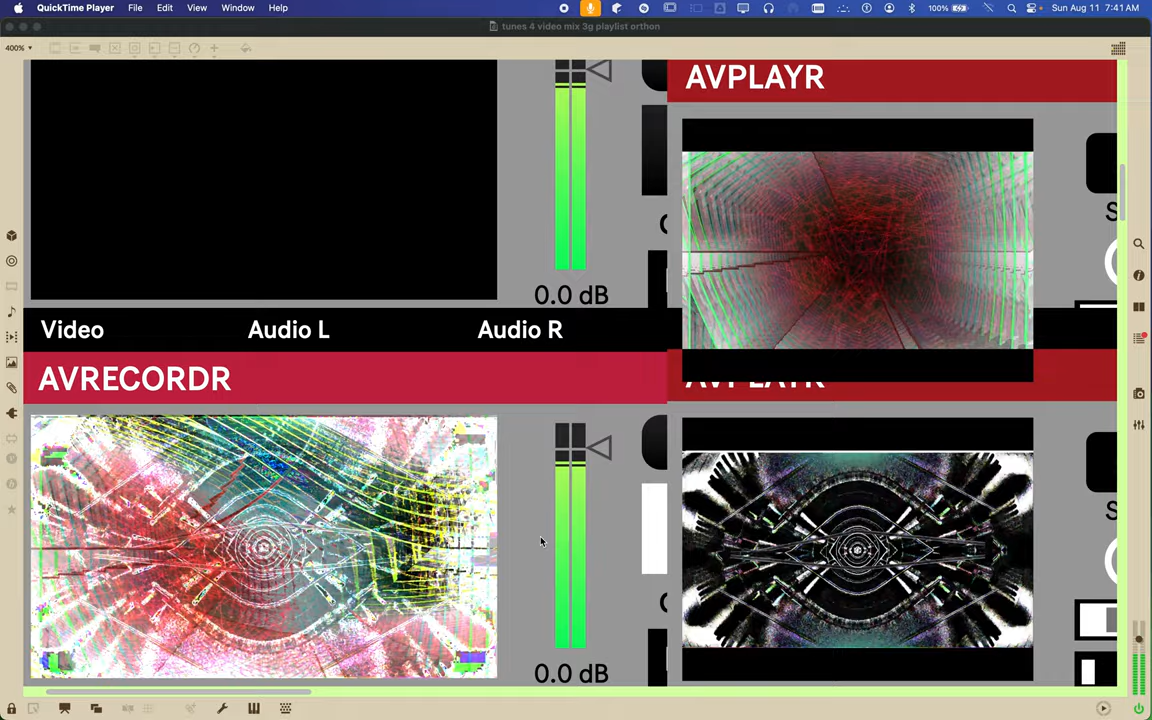 QuickTime Player File Edit View Window Help 100% Sun Aug 11 7:41 AM
tunes 4 video mix 3g playlist orthon
400%
AVPLAYR
0.0 dB
Video Audio L Audio R
AVRECORDR
0.0 dB